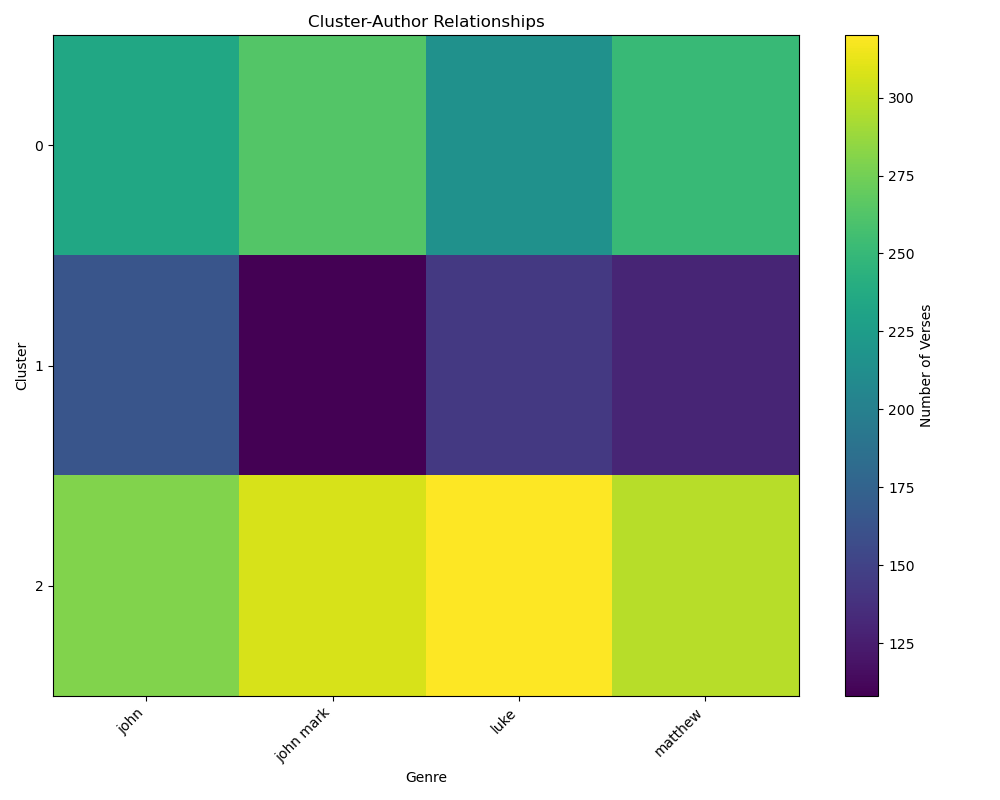 Cluster-Author Relationships
Cluster
0
1
2
john
john mark
luke
matthew
Genre
300
275
250
225
200
175
150
125
Number of Verses